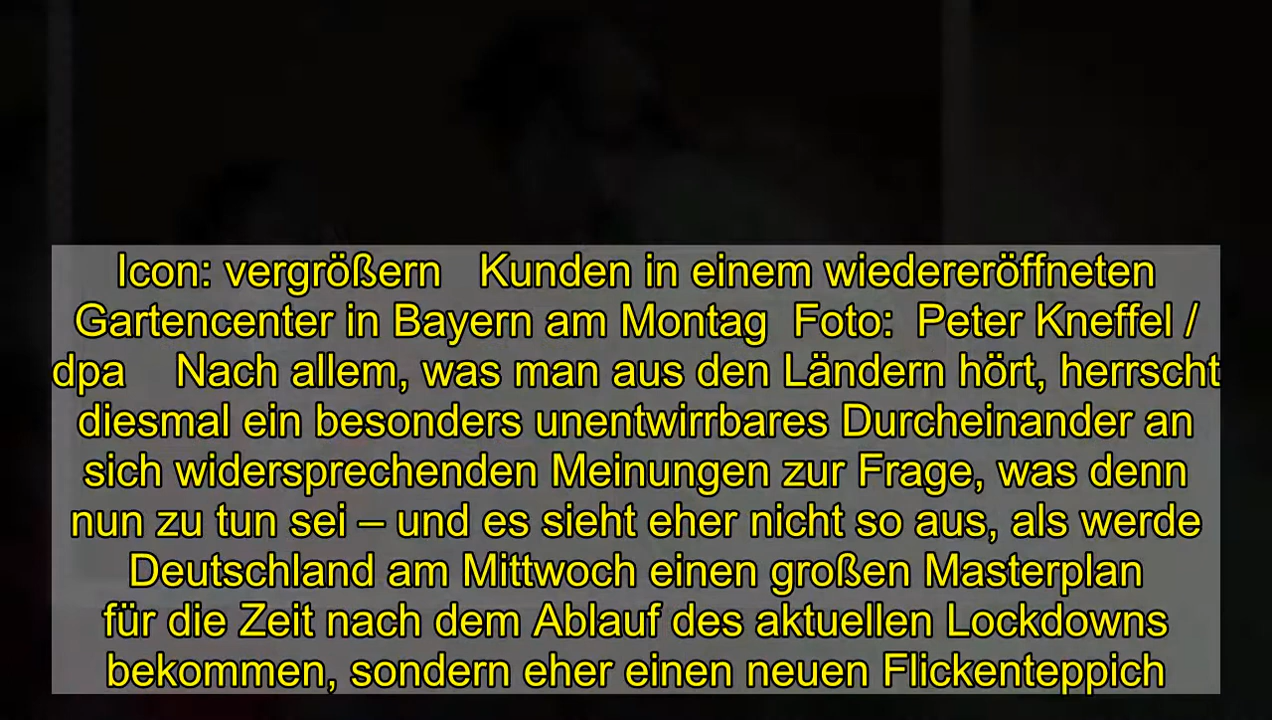 Icon: vergrößern   Kunden in einem wiedereröffneten
Gartencenter in Bayern am Montag  Foto:  Peter Kneffel /
dpa    Nach allem, was man aus den Ländern hört, herrscht
diesmal ein besonders unentwirrbares Durcheinander an
sich widersprechenden Meinungen zur Frage, was denn
nun zu tun sei – und es sieht eher nicht so aus, als werde
Deutschland am Mittwoch einen großen Masterplan
für die Zeit nach dem Ablauf des aktuellen Lockdowns
bekommen, sondern eher einen neuen Flickenteppich